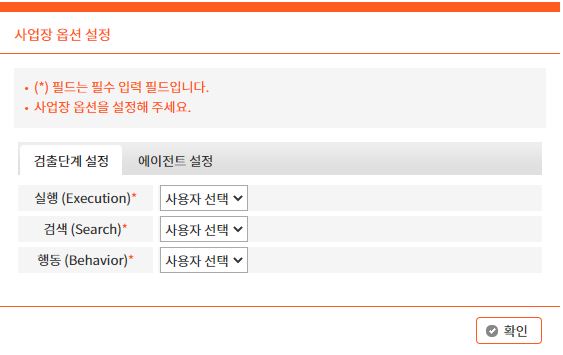 사업장 옵션 설정
• (*) 필드는 필수 입력 필드입니다.
• 사업장 옵션을 설정해 주세요.
검출단계 설정 에이전트 설정
실행 (Execution)* 사용자 선택
검색 (Search)* 사용자 선택
행동 (Behavior)* 사용자 선택
확인